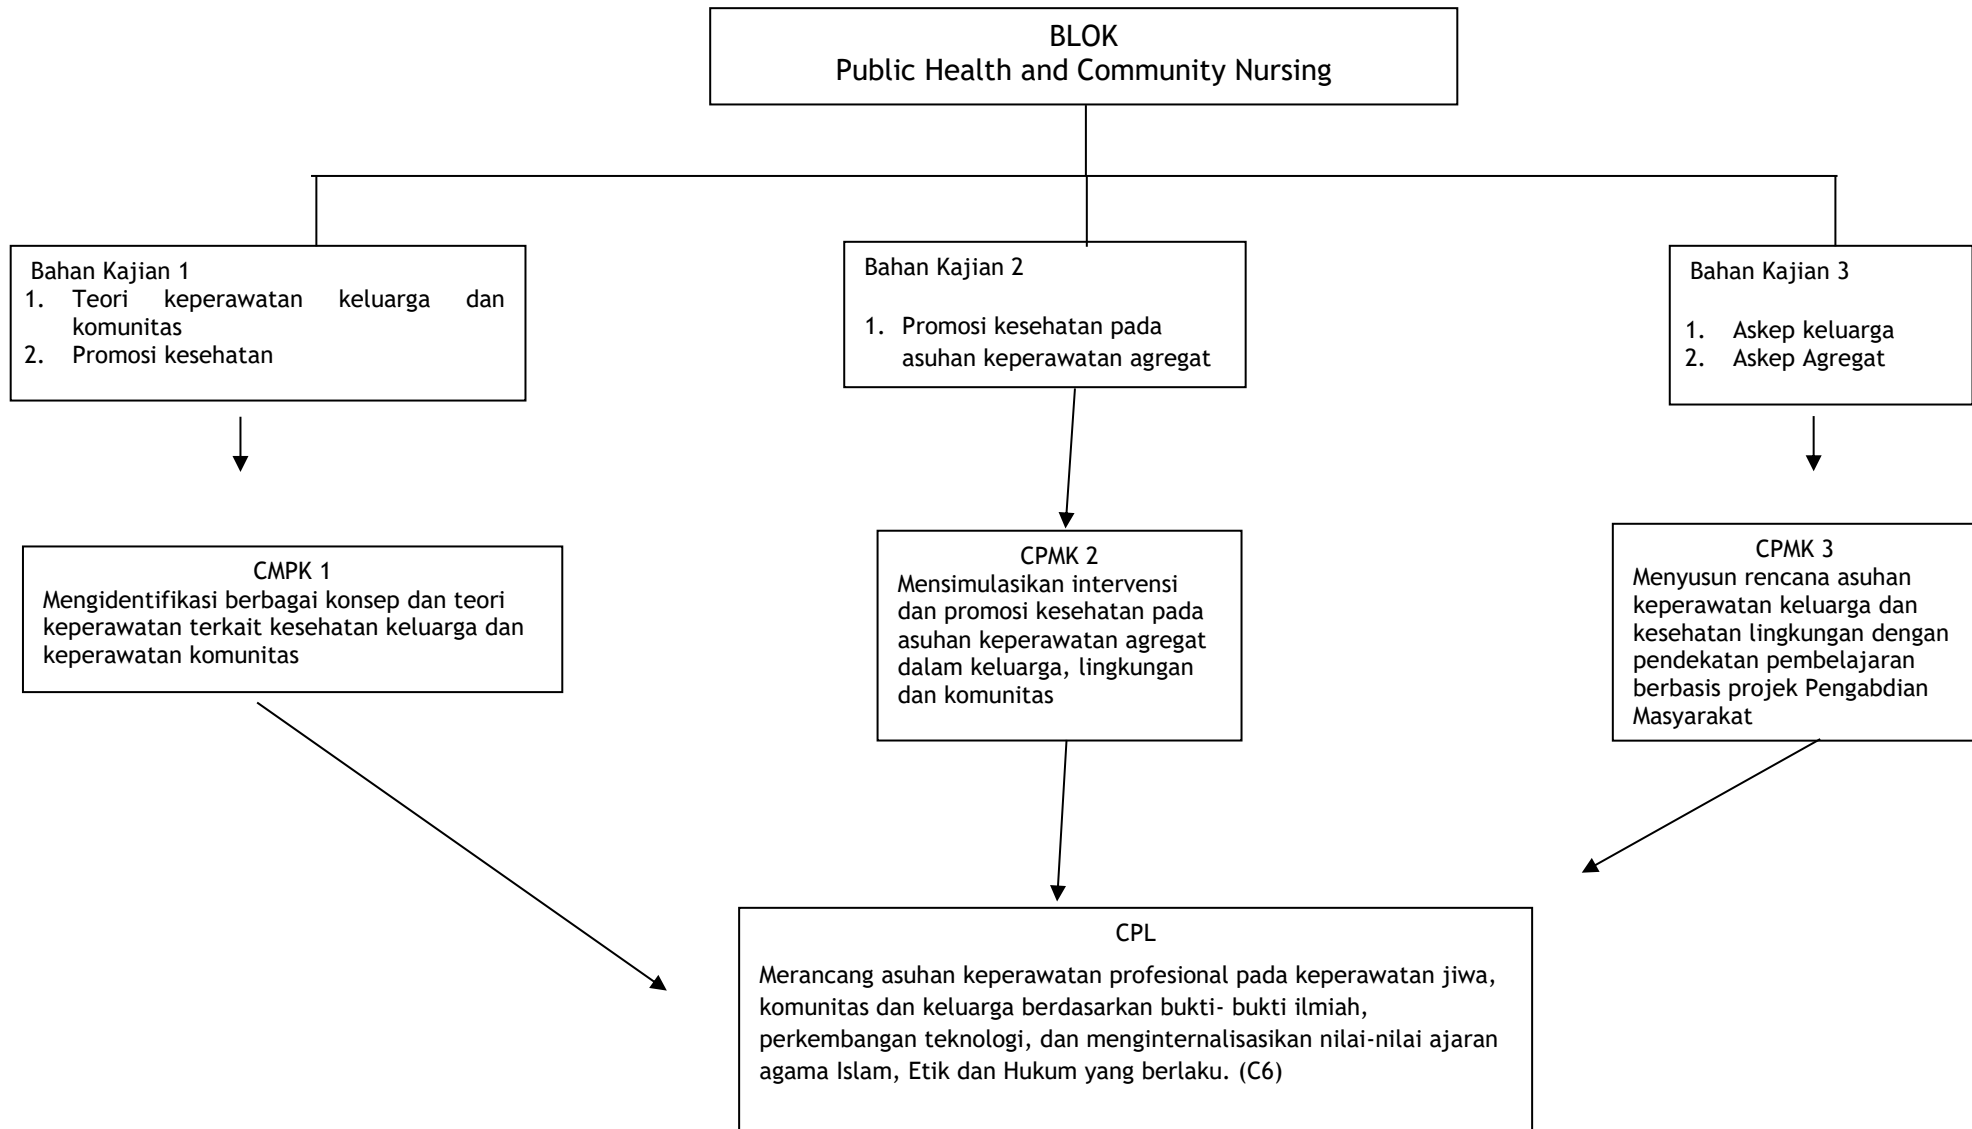 BLOK
Public Health and Community Nursing
Bahan Kajian 1
1. Teori keperawatan keluarga dan
komunitas
2. Promosi kesehatan
Bahan Kajian 2
1. Promosi kesehatan pada
asuhan keperawatan agregat
Bahan Kajian 3
1. Askep keluarga
2. Askep Agregat
CMPK 1
Mengidentifikasi berbagai konsep dan teori
keperawatan terkait kesehatan keluarga dan
keperawatan komunitas
CPMK 2
Mensimulasikan intervensi
dan promosi kesehatan pada
asuhan keperawatan agregat
dalam keluarga, lingkungan
dan komunitas
CPMK 3
Menyusun rencana asuhan
keperawatan keluarga dan
kesehatan lingkungan dengan
pendekatan pembelajaran
berbasis projek Pengabdian
Masyarakat
CPL
Merancang asuhan keperawatan profesional pada keperawatan jiwa,
komunitas dan keluarga berdasarkan bukti- bukti ilmiah,
perkembangan teknologi, dan menginternalisasikan nilai-nilai ajaran
agama Islam, Etik dan Hukum yang berlaku. (C6)